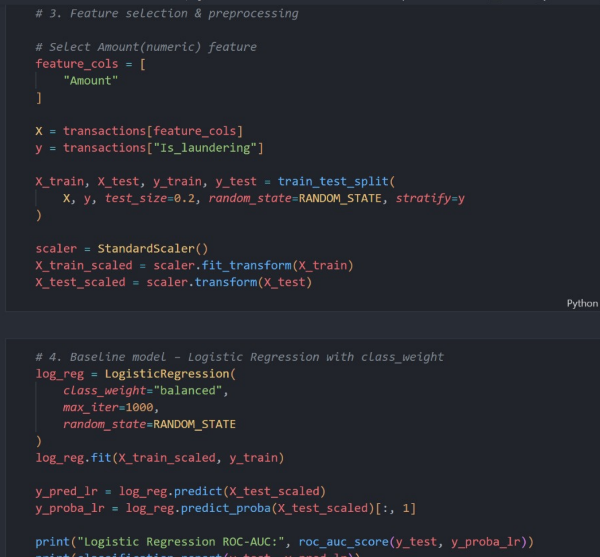 # 3. Feature selection & preprocessing
# Select Amount(numeric) feature
feature_cols = [
"Amount"
]
X = transactions[feature_cols]
y = transactions["Is_laundering"]
X_train, X_test, y_train, y_test = train_test_split(
X, y, test_size=0.2, random_state=RANDOM_STATE, stratify=y
)
scaler = StandardScaler()
X_train_scaled = scaler.fit_transform(X_train)
X_test_scaled = scaler.transform(X_test)
Python
# 4. Baseline model – Logistic Regression with class_weight
log_reg = LogisticRegression(
class_weight="balanced",
max_iter=1000,
random_state=RANDOM_STATE
)
log_reg.fit(X_train_scaled, y_train)
y_pred_lr = log_reg.predict(X_test_scaled)
y_proba_lr = log_reg.predict_proba(X_test_scaled)[:, 1]
print("Logistic Regression ROC-AUC:", roc_auc_score(y_test, y_proba_lr))
print(classification_report(y_test, y_pred_lr))